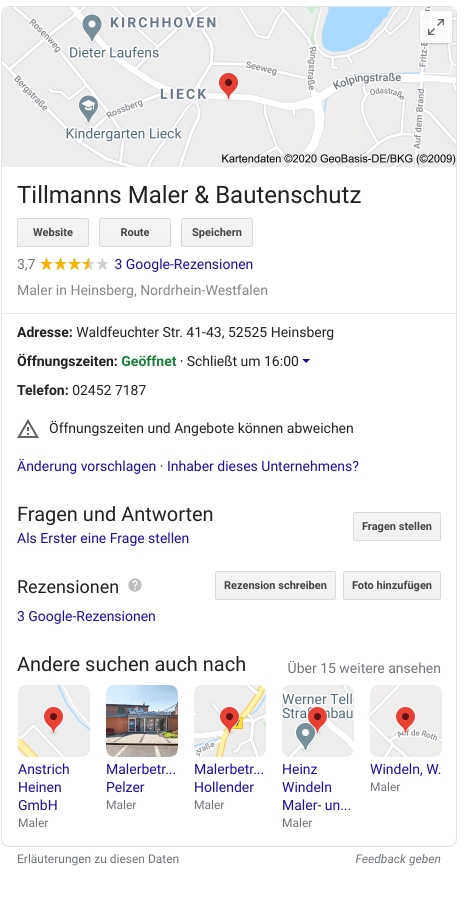 KIRCHHOVEN
Dieter Laufens
Rosenweg
Bergstraße
Rossberg
LIECK
Seeweg
Ringstraße
Kolpingstraße
Odastraße
Auf dem Brand
Fritz-E
Kindergarten Lieck
Kartendaten ©2020 GeoBasis-DE/BKG (©2009)
Tillmanns Maler & Bautenschutz
Website Route Speichern
3,7 3 Google-Rezensionen
Maler in Heinsberg, Nordrhein-Westfalen
Adresse: Waldfeuchter Str. 41-43, 52525 Heinsberg
Öffnungszeiten: Geöffnet · Schließt um 16:00
Telefon: 02452 7187
Öffnungszeiten und Angebote können abweichen
Änderung vorschlagen · Inhaber dieses Unternehmens?
Fragen und Antworten
Fragen stellen
Als Erster eine Frage stellen
Rezensionen ? Rezension schreiben Foto hinzufügen
3 Google-Rezensionen
Andere suchen auch nach Über 15 weitere ansehen
Werner Tell
Straßenbau
Auf de Roth
Anstrich
Heinen
GmbH
Maler
Malerbetr...
Pelzer
Maler
Malerbetr...
Hollender
Maler
Heinz
Windeln
Maler- un...
Maler
Windeln, W.
Maler
Erläuterungen zu diesen Daten Feedback geben